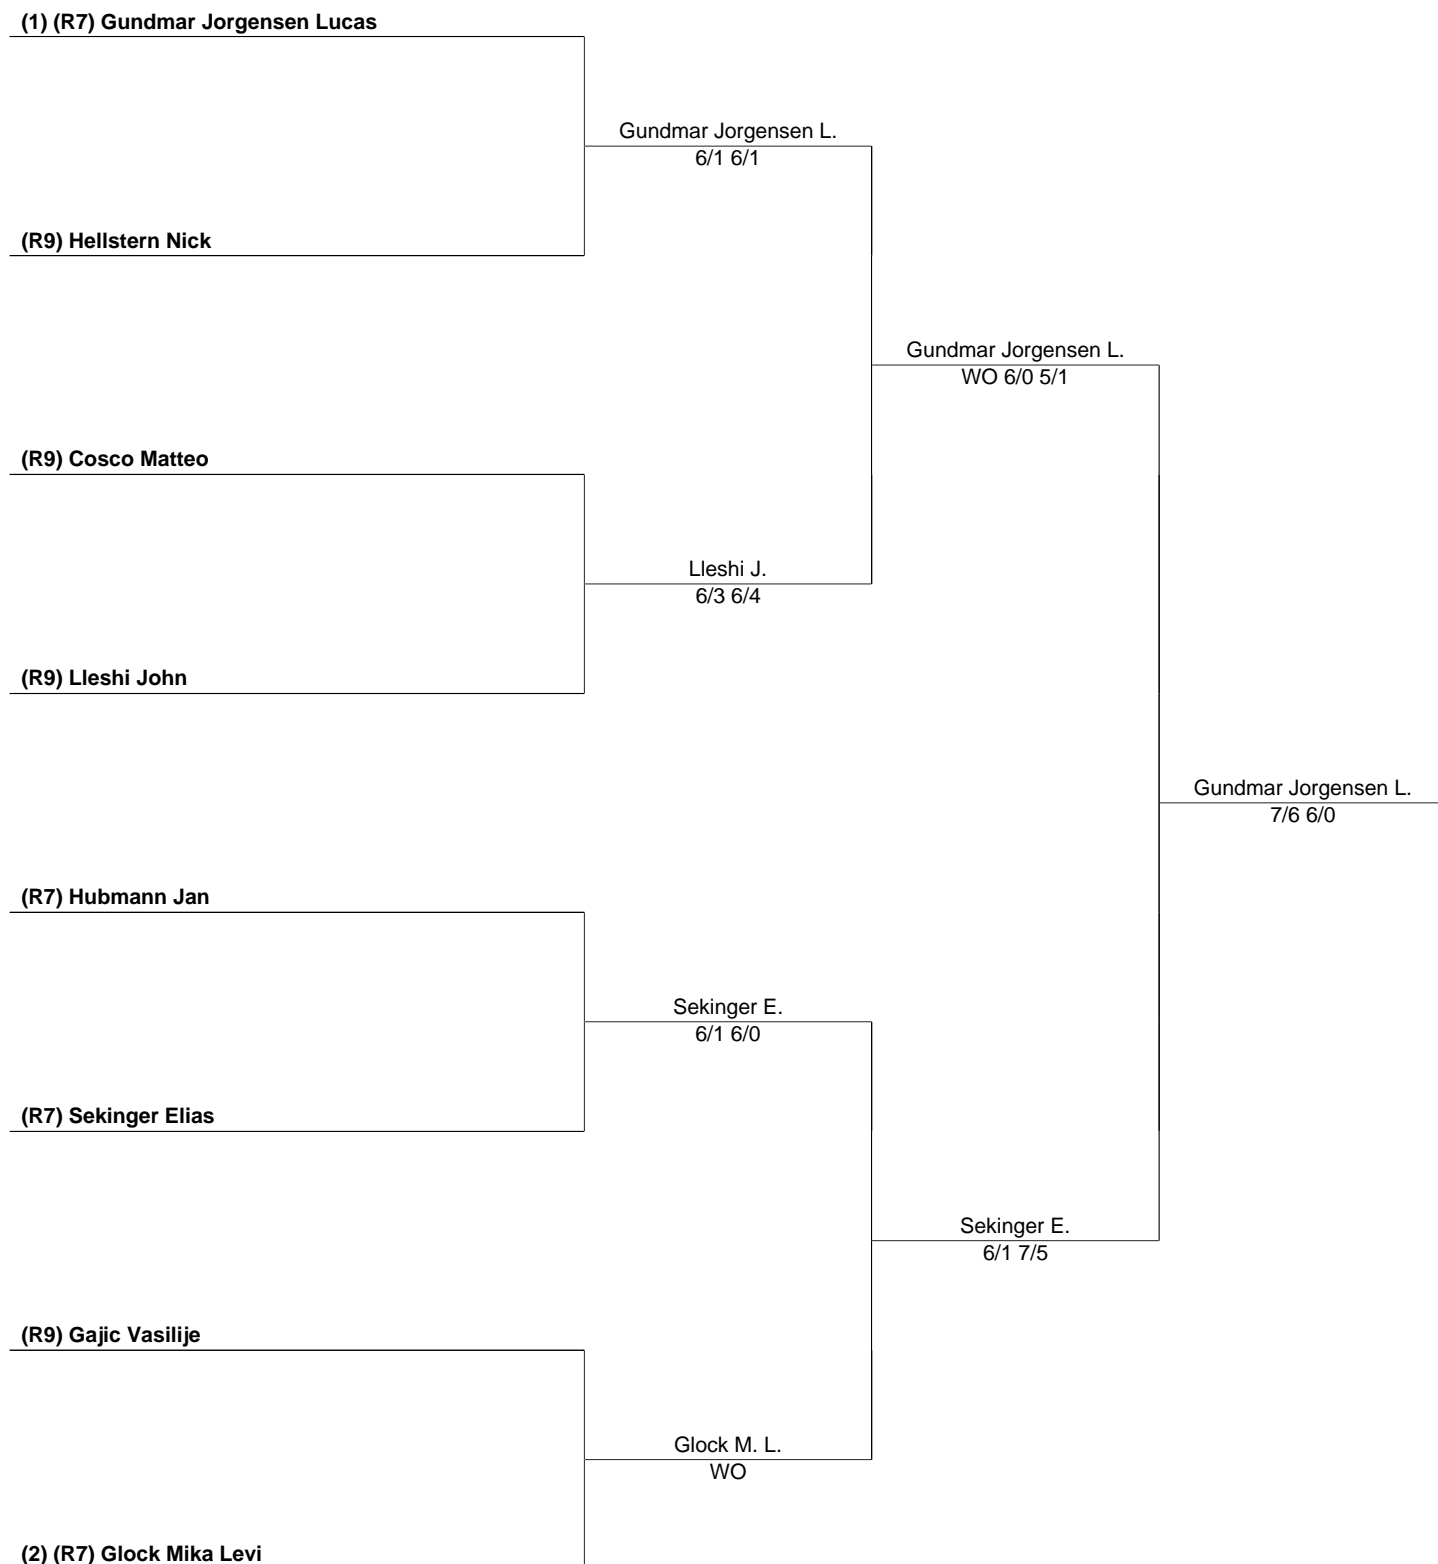 (1) (R7) Gundmar Jorgensen Lucas
Gundmar Jorgensen L.
6/1 6/1
(R9) Hellstern Nick
Gundmar Jorgensen L.
WO 6/0 5/1
(R9) Cosco Matteo
Lleshi J.
6/3 6/4
(R9) Lleshi John
Gundmar Jorgensen L.
7/6 6/0
(R7) Hubmann Jan
Sekinger E.
6/1 6/0
(R7) Sekinger Elias
Sekinger E.
6/1 7/5
(R9) Gajic Vasilije
Glock M. L.
WO
(2) (R7) Glock Mika Levi